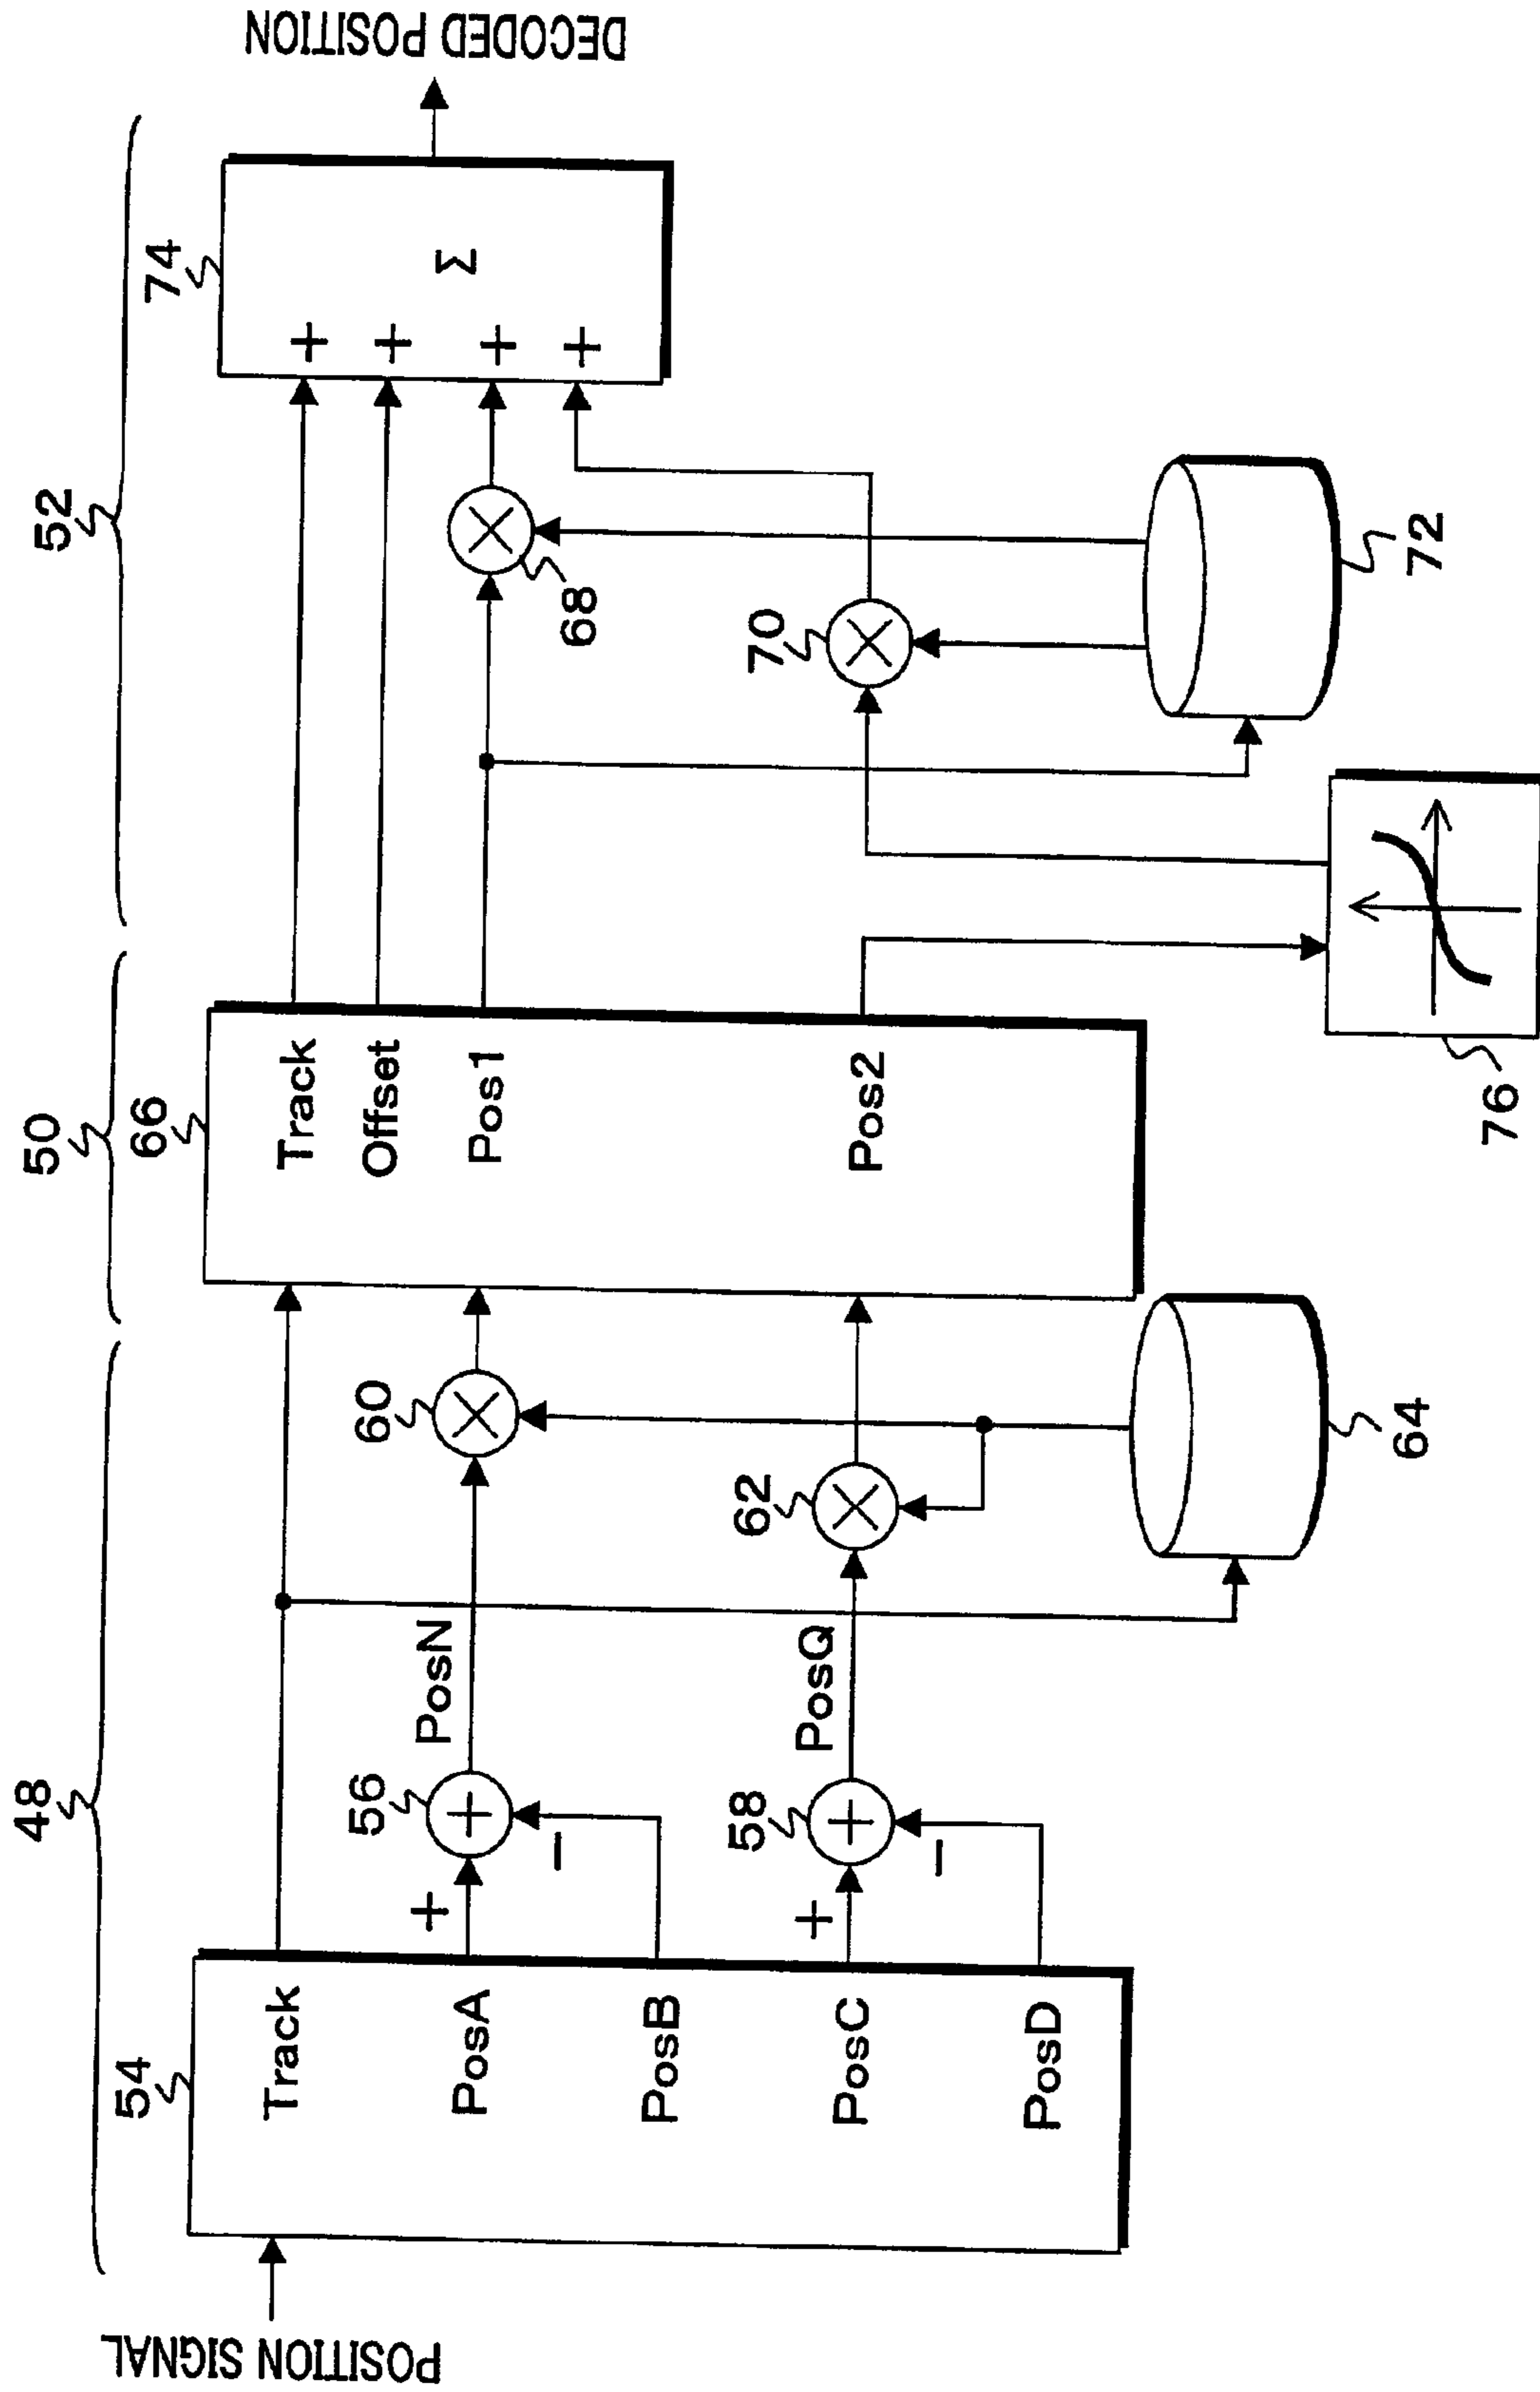 48
50
52
54
66
74
POSITION SIGNAL
Track
PosA
PosB
PosC
PosD
+
−
+
−
56
+
58
+
PosN
PosQ
60
×
62
×
64
Track
Offset
Pos1
Pos2
76
68
×
70
×
72
+
+
+
+
Σ
DECODED POSITION